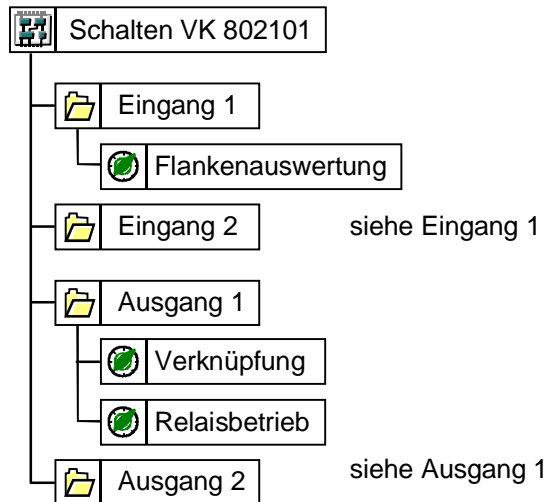 Schalten VK 802101
Eingang 1
Flankenauswertung
Eingang 2 siehe Eingang 1
Ausgang 1
Verknüpfung
Relaisbetrieb
Ausgang 2 siehe Ausgang 1